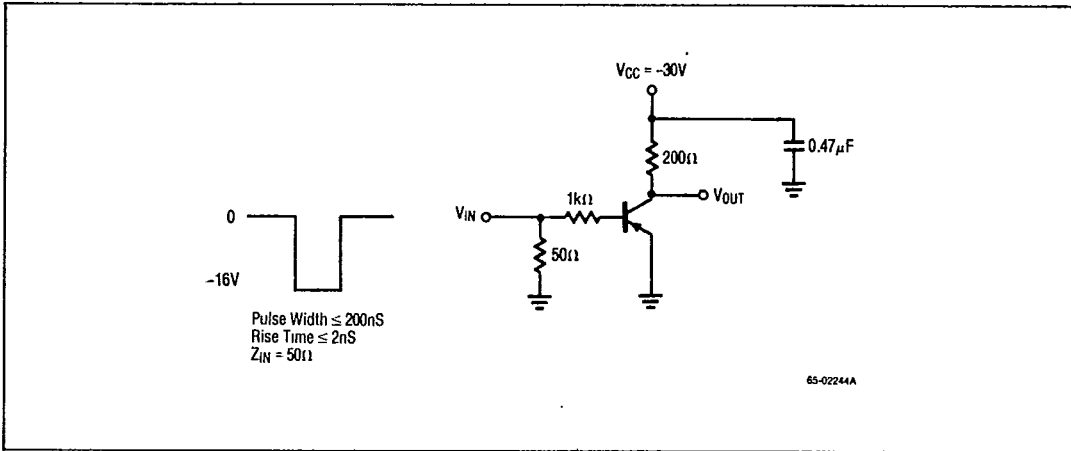 VCC = -30V
200Ω
0.47μF
VOUT
1kΩ
VIN
50Ω
0
-16V
Pulse Width ≤ 200nS
Rise Time ≤ 2nS
ZIN = 50Ω
65-02244A